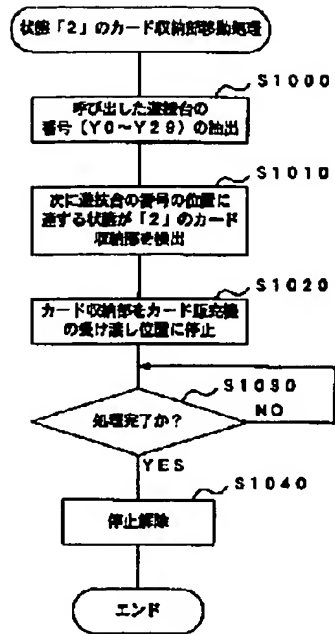 状態「2」のカード収納部移動処理
S1000
呼び出した遊技台の
番号(Y0～Y29)の抽出
S1010
次に遊技台の番号の位置に
達する状態が「2」のカード
収納部を検出
S1020
カード収納部をカード販売機
の受け渡し位置に停止
S1030
処理完了か?
NO
YES
S1040
停止解除
エンド